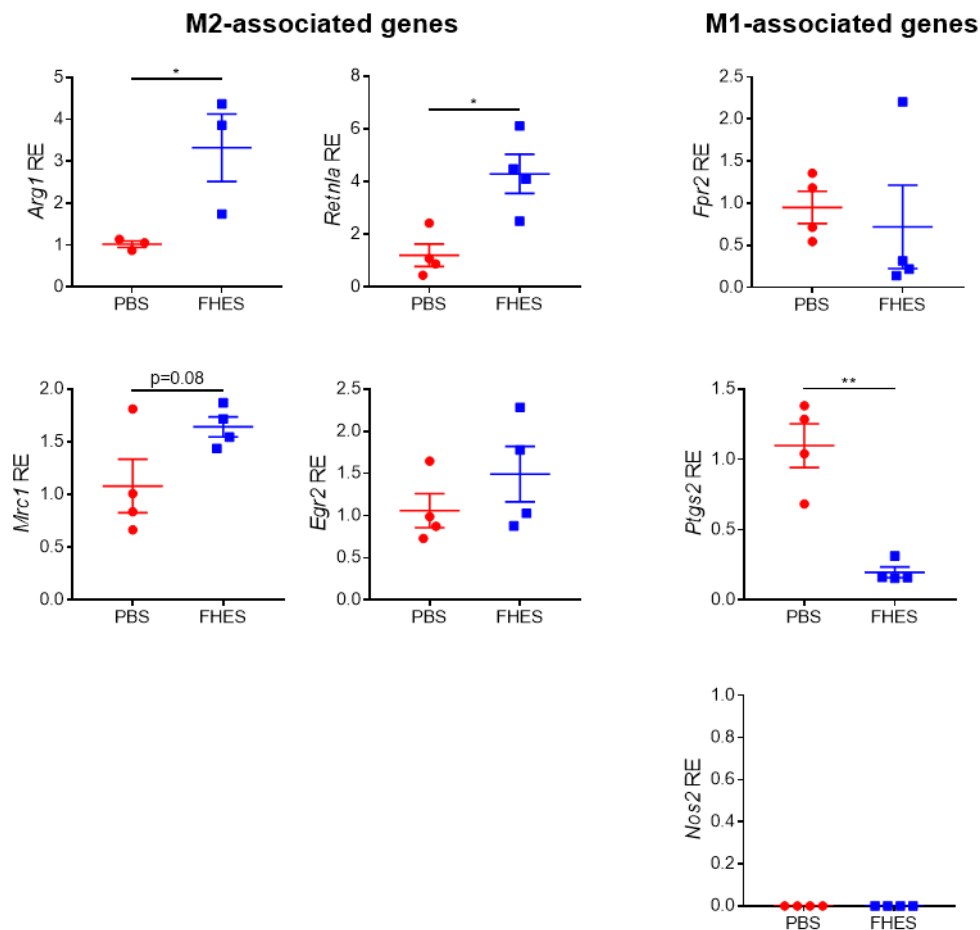 M2-associated genes
M1-associated genes
*
5
4
3
2
1
0
Arg1 RE
PBS
FHES
*
8
6
4
2
0
Retnla RE
PBS
FHES
2.5
2.0
1.5
1.0
0.5
0.0
Fpr2 RE
PBS
FHES
p=0.08
2.0
1.5
1.0
0.5
0.0
Mrc1 RE
PBS
FHES
2.5
2.0
1.5
1.0
0.5
0.0
Egr2 RE
PBS
FHES
**
1.5
1.0
0.5
0.0
Ptgs2 RE
PBS
FHES
1.0
0.8
0.6
0.4
0.2
0.0
Nos2 RE
PBS
FHES